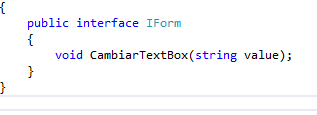 {
    public interface IForm
    {
        void CambiarTextBox(string value);
    }
}